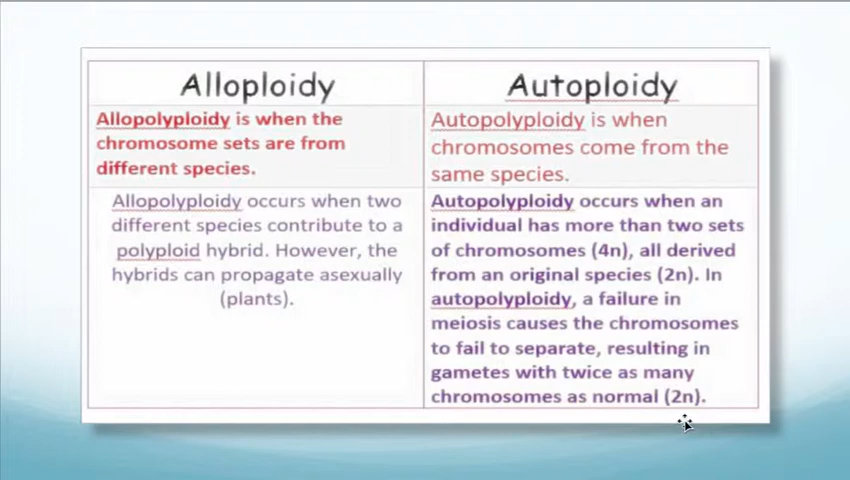 Alloploidy
Autoploidy
Allopolyploidy is when the
chromosome sets are from
different species.
Autopolyploidy is when
chromosomes come from the
same species.
Allopolyploidy occurs when two
different species contribute to a
polyploid hybrid. However, the
hybrids can propagate asexually
(plants).
Autopolyploidy occurs when an
individual has more than two sets
of chromosomes (4n), all derived
from an original species (2n). In
autopolyploidy, a failure in
meiosis causes the chromosomes
to fail to separate, resulting in
gametes with twice as many
chromosomes as normal (2n).